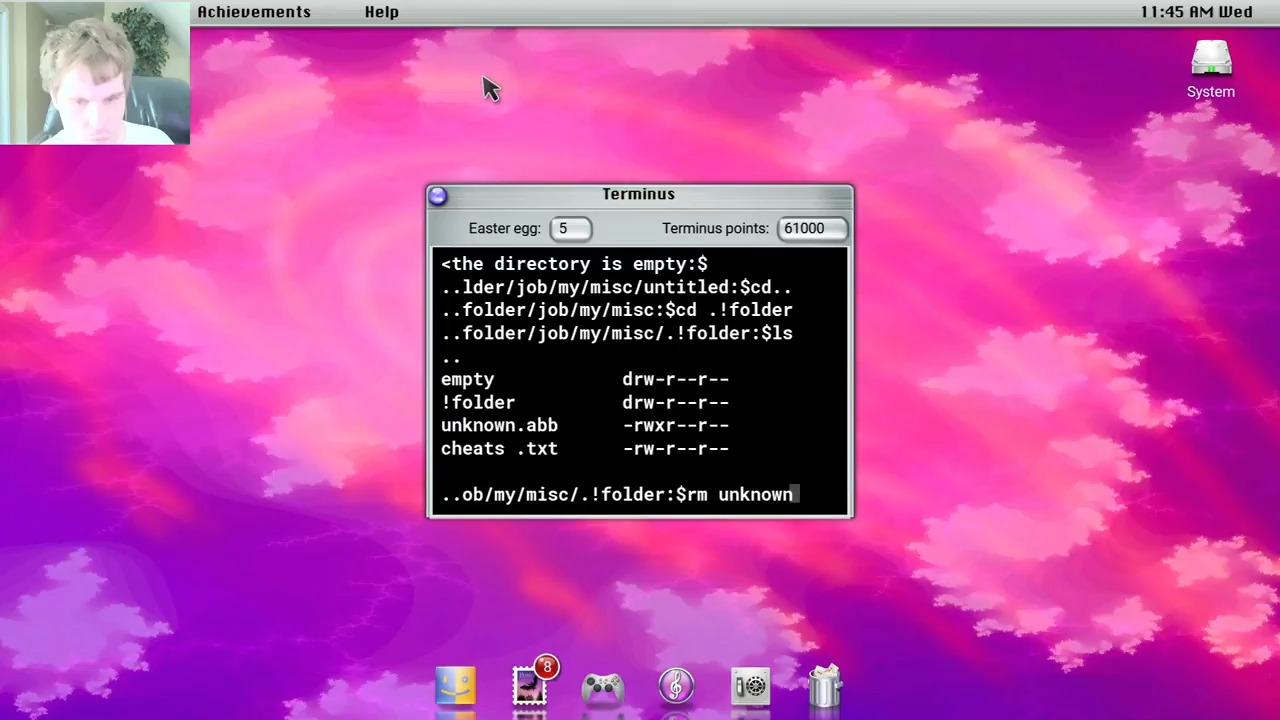 Achievements Help 11:45 AM Wed
System
Terminus
Easter egg: 5 Terminus points: 61000
<the directory is empty:$
..lder/job/my/misc/untitled:$cd..
..folder/job/my/misc:$cd .!folder
..folder/job/my/misc/.!folder:$ls
..
empty drw-r--r--
!folder drw-r--r--
unknown.abb -rwxr--r--
cheats .txt -rw-r--r--
..ob/my/misc/.!folder:$rm unknown
8